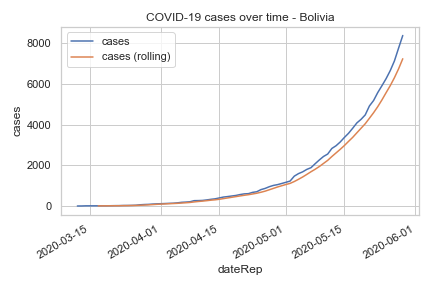 COVID-19 cases over time - Bolivia
cases
cases (rolling)
8000
6000
4000
2000
0
cases
2020-03-15
2020-04-01
2020-04-15
2020-05-01
2020-05-15
2020-06-01
dateRep